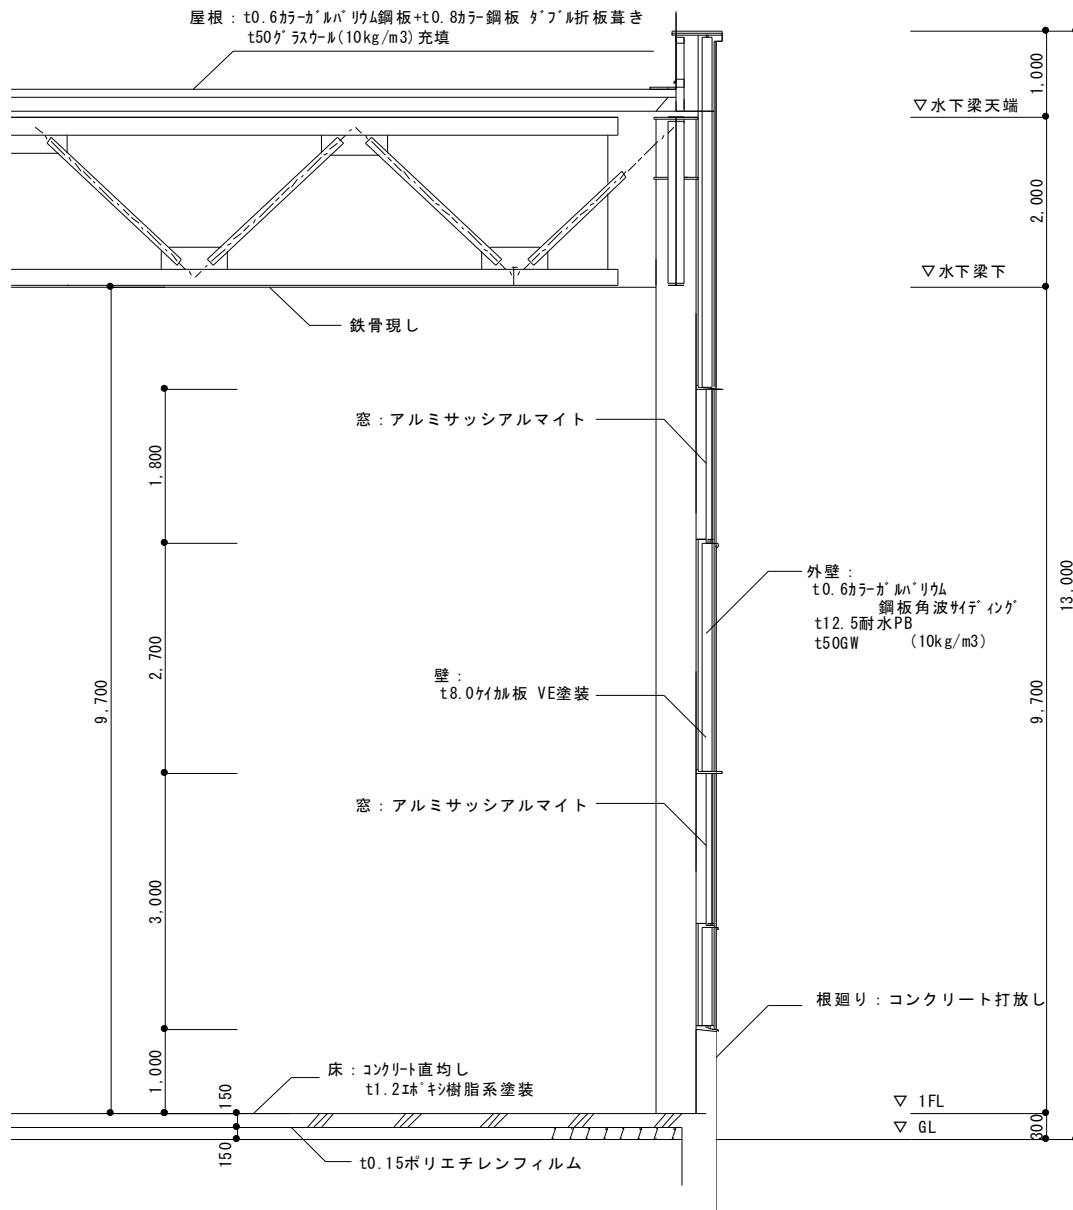 屋根：t0.6ｶﾗｰｶﾞﾙﾊﾞﾘｳﾑ鋼板+t0.8ｶﾗｰ鋼板 ﾀﾞﾌﾞﾙ折板葺き
t50ｸﾞﾗｽｳｰﾙ(10kg/m3)充填
1,000
▽水下梁天端
2,000
▽水下梁下
鉄骨現し
窓：アルミサッシアルマイト
1,800
外壁：
t0.6ｶﾗｰｶﾞﾙﾊﾞﾘｳﾑ
鋼板角波ｻｲﾃﾞｨﾝｸﾞ
t12.5耐水PB
t50GW (10kg/m3)
13,000
2,700
壁：
t8.0ｹｲｶﾙ板 VE塗装
9,700
9,700
窓：アルミサッシアルマイト
3,000
根廻り：コンクリート打放し
1,000
床：ｺﾝｸﾘｰﾄ直均し
t1.2ｴﾎﾟｷｼ樹脂系塗装
150
▽ 1FL
▽ GL
300
150
t0.15ポリエチレンフィルム